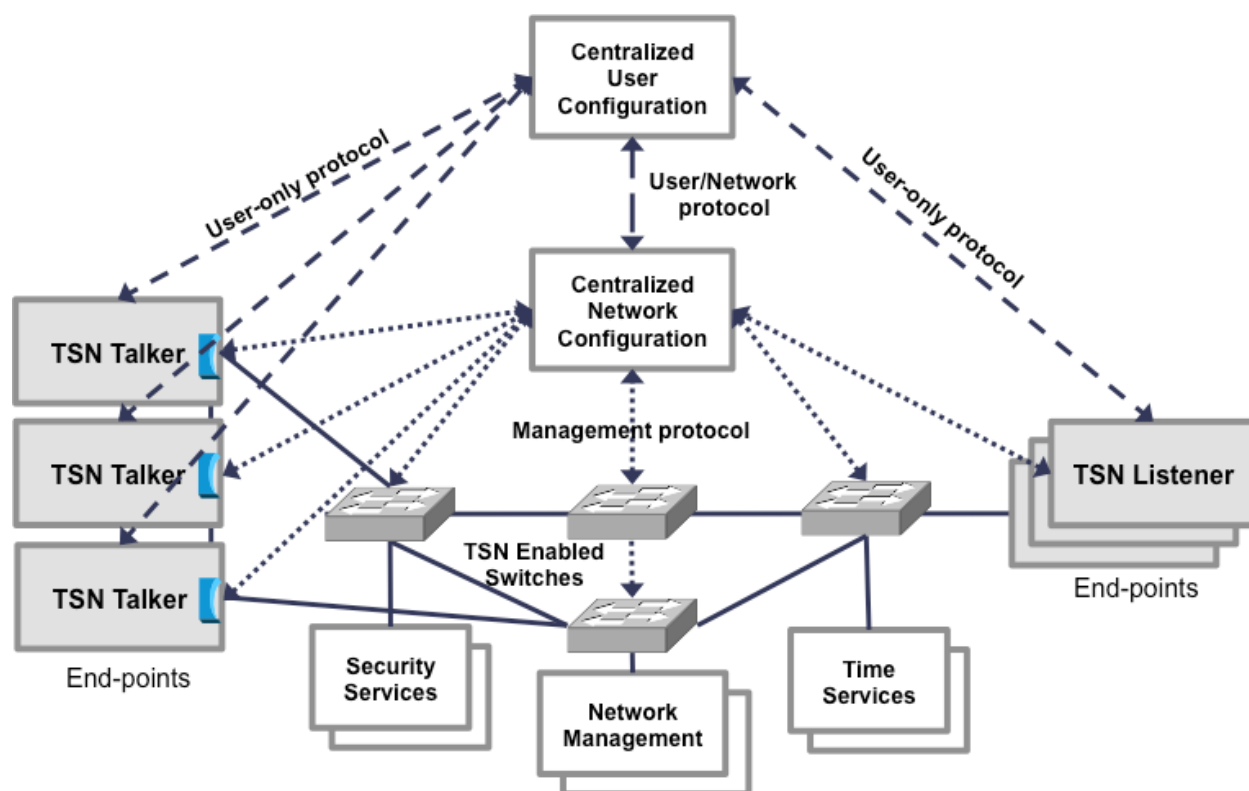 Centralized
User
Configuration
User-only protocol
User/Network
protocol
User-only protocol
Centralized
Network
Configuration
TSN Talker
TSN Talker
TSN Talker
End-points
Management protocol
TSN Listener
End-points
TSN Enabled
Switches
Security
Services
Network
Management
Time
Services